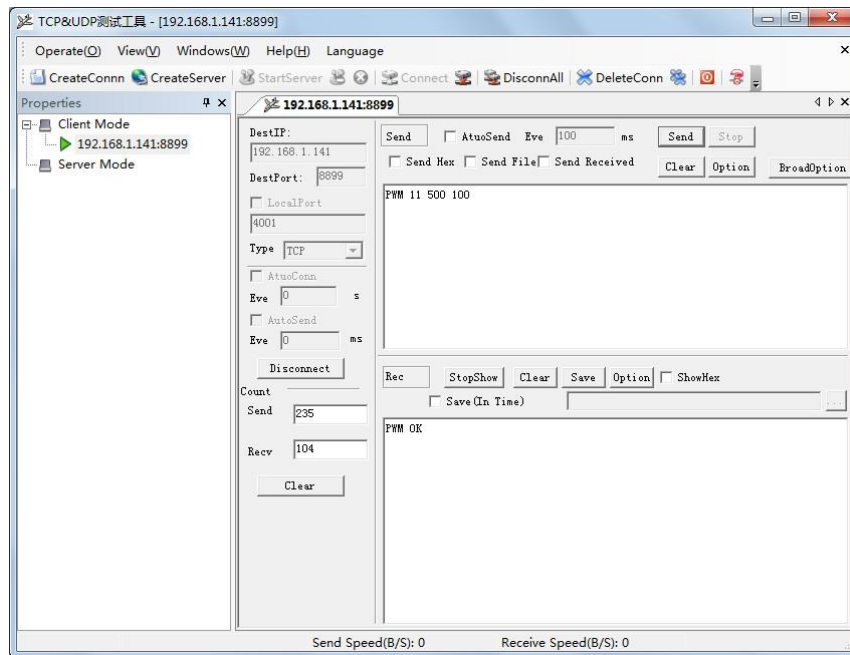 TCP&UDP测试工具 - [192.168.1.141:8899]
Operate(O) View(V) Windows(W) Help(H) Language
CreateConnn CreateServer StartServer Connect DisconnAll DeleteConn
Properties
192.168.1.141:8899
Client Mode
192.168.1.141:8899
Server Mode
DestIP:
192.168.1.141
DestPort: 8899
LocalPort
4001
Type TCP
AtuoConn
Eve 0 s
AutoSend
Eve 0 ms
Disconnect
Count
Send 235
Recv 104
Clear
Send AtuoSend Eve 100 ms Send Stop
Send Hex Send File Send Received Clear Option BroadOption
PWM 11 500 100
Rec StopShow Clear Save Option ShowHex
Save(In Time) ...
PWM OK
Send Speed(B/S): 0 Receive Speed(B/S): 0